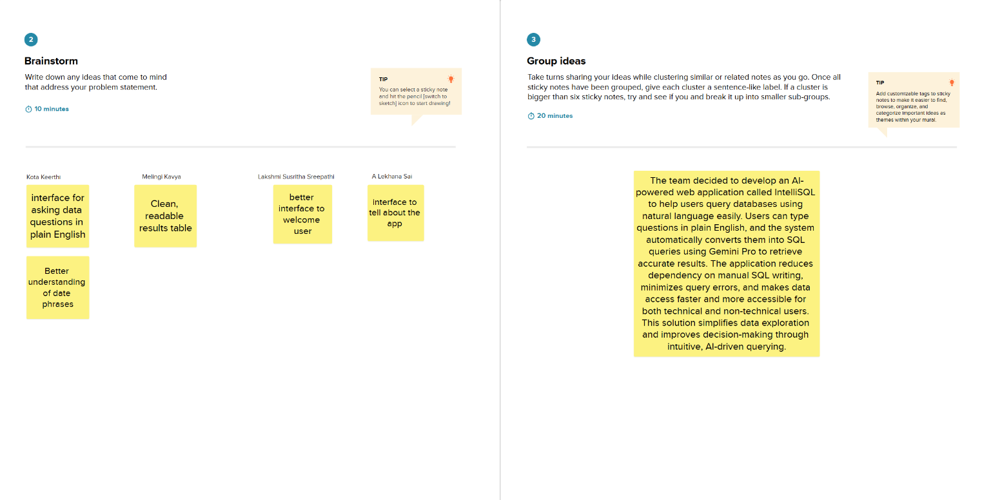 2
Brainstorm
Write down any ideas that come to mind
that address your problem statement.
10 minutes
TIP
You can select a sticky note
and hit the pencil [switch to
sketch] icon to start drawing!
Kota Keerthi
interface for
asking data
questions in
plain English
Better
understanding
of date
phrases
Melingi Kavya
Clean,
readable
results table
Lakshmi Susritha Sreepathi
better
interface to
welcome
user
A Lekhana Sai
Interface to
tell about the
app
3
Group ideas
Take turns sharing your ideas while clustering similar or related notes as you go. Once all
sticky notes have been grouped, give each cluster a sentence-like label. If a cluster is
bigger than six sticky notes, try and see if you and break it up into smaller sub-groups.
20 minutes
TIP
Add customizable tags to sticky
notes to make it easier to find,
browse, organize, and
categorize important ideas as
themes within your mural.
The team decided to develop an AI-
powered web application called IntelliSQL
to help users query databases using
natural language easily. Users can type
questions in plain English, and the system
automatically converts them into SQL
queries using Gemini Pro to retrieve
accurate results. The application reduces
dependency on manual SQL writing,
minimizes query errors, and makes data
access faster and more accessible for
both technical and non-technical users.
This solution simplifies data exploration
and improves decision-making through
intuitive, AI-driven querying.